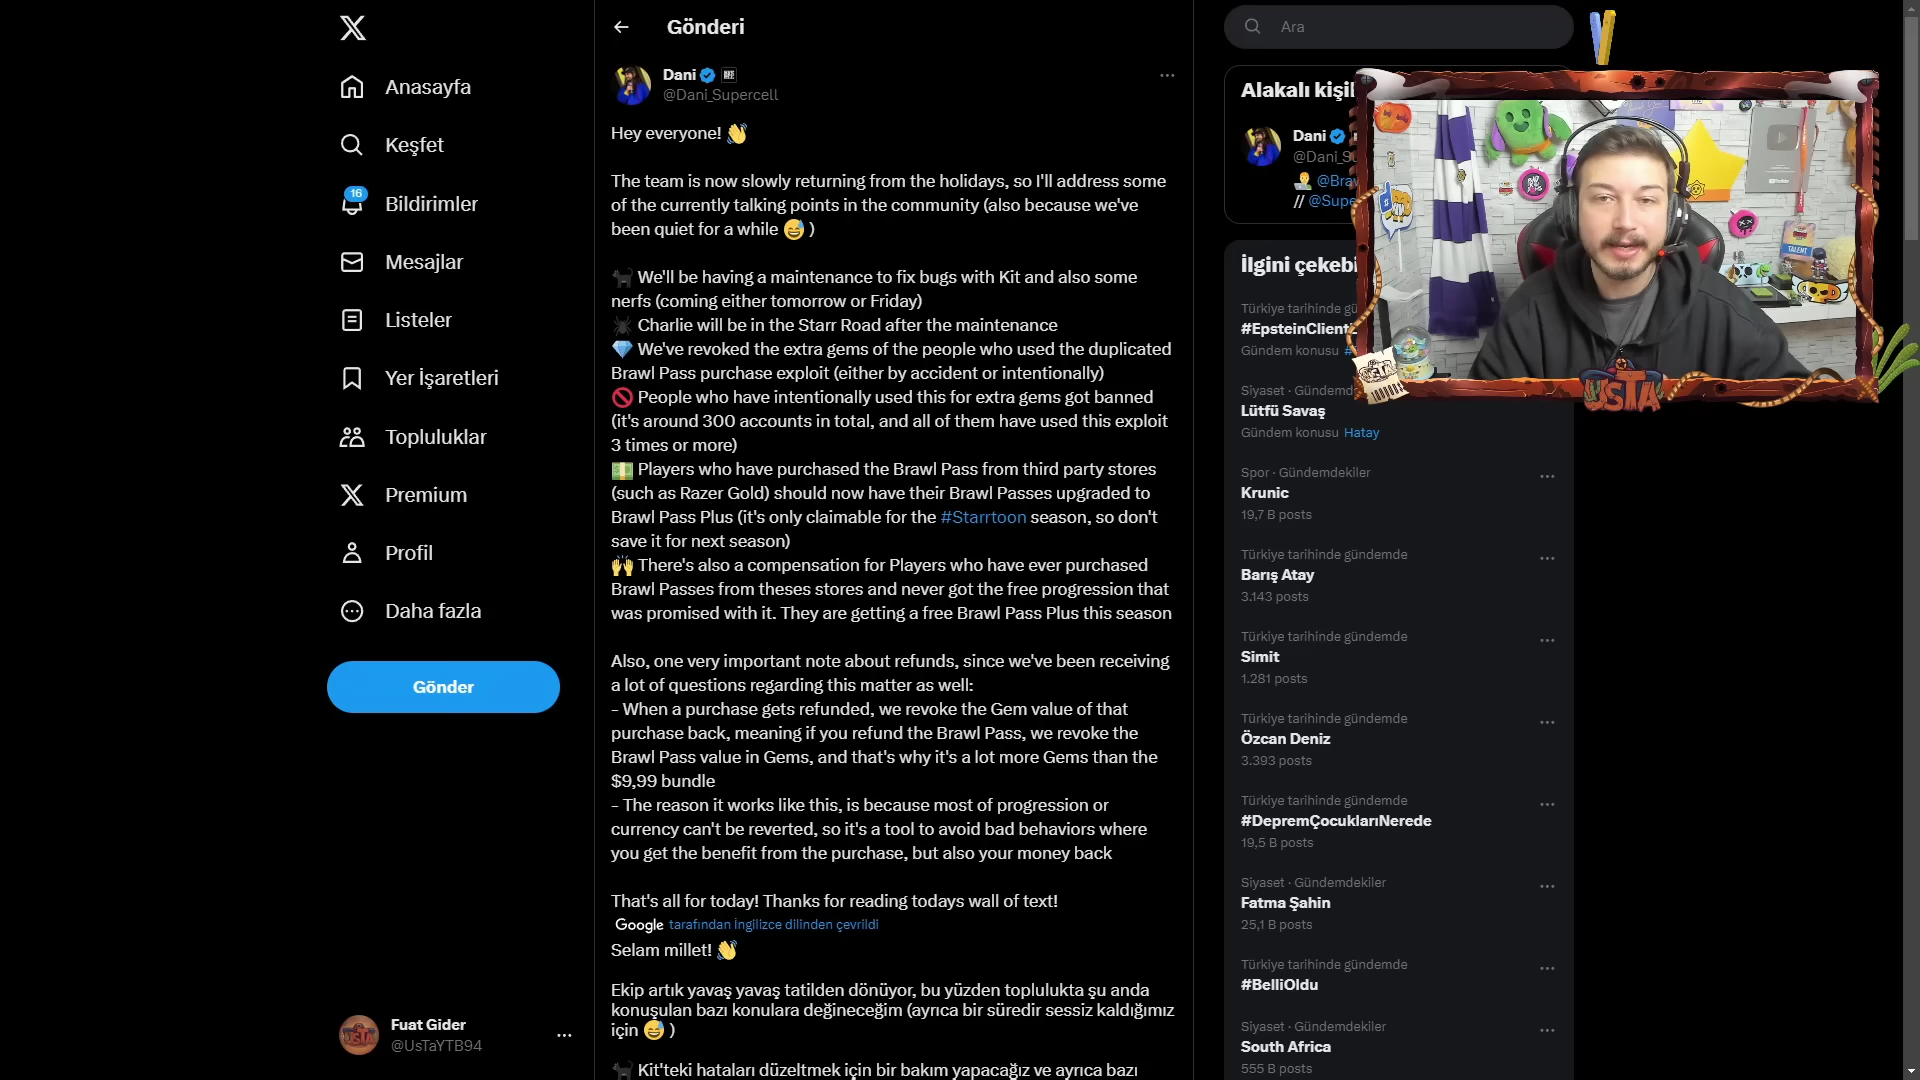 Anasayfa
Keşfet
16
Bildirimler
Mesajlar
Listeler
Yer İşaretleri
Topluluklar
Premium
Profil
Daha fazla
Gönder
Fuat Gider
@UsTaYTB94
Gönderi
Dani
@Dani_Supercell
Hey everyone! 👋
The team is now slowly returning from the holidays, so I'll address some
of the currently talking points in the community (also because we've
been quiet for a while 😅 )
🐈‍⬛ We'll be having a maintenance to fix bugs with Kit and also some
nerfs (coming either tomorrow or Friday)
🕷️ Charlie will be in the Starr Road after the maintenance
💎 We've revoked the extra gems of the people who used the duplicated
Brawl Pass purchase exploit (either by accident or intentionally)
🚫 People who have intentionally used this for extra gems got banned
(it's around 300 accounts in total, and all of them have used this exploit
3 times or more)
💵 Players who have purchased the Brawl Pass from third party stores
(such as Razer Gold) should now have their Brawl Passes upgraded to
Brawl Pass Plus (it's only claimable for the #Starrtoon season, so don't
save it for next season)
🙌 There's also a compensation for Players who have ever purchased
Brawl Passes from theses stores and never got the free progression that
was promised with it. They are getting a free Brawl Pass Plus this season
Also, one very important note about refunds, since we've been receiving
a lot of questions regarding this matter as well:
- When a purchase gets refunded, we revoke the Gem value of that
purchase back, meaning if you refund the Brawl Pass, we revoke the
Brawl Pass value in Gems, and that's why it's a lot more Gems than the
$9,99 bundle
- The reason it works like this, is because most of progression or
currency can't be reverted, so it's a tool to avoid bad behaviors where
you get the benefit from the purchase, but also your money back
That's all for today! Thanks for reading todays wall of text!
Google tarafından İngilizce dilinden çevrildi
Selam millet! 👋
Ekip artık yavaş yavaş tatilden dönüyor, bu yüzden toplulukta şu anda
konuşulan bazı konulara değineceğim (ayrıca bir süredir sessiz kaldığımız
için 😅 )
🐈‍⬛ Kit'teki hataları düzeltmek için bir bakım yapacağız ve ayrıca bazı
Ara
Alakalı kişil
Dani
@Dani_Su
@Braw
// @Supe
İlgini çekebi
Türkiye tarihinde gü
#EpsteinClientL
Gündem konusu #
Siyaset · Gündemd
Lütfü Savaş
Gündem konusu Hatay
Spor · Gündemdekiler
Krunic
19,7 B posts
Türkiye tarihinde gündemde
Barış Atay
3.143 posts
Türkiye tarihinde gündemde
Simit
1.281 posts
Türkiye tarihinde gündemde
Özcan Deniz
3.393 posts
Türkiye tarihinde gündemde
#DepremÇocuklarıNerede
19,5 B posts
Siyaset · Gündemdekiler
Fatma Şahin
25,1 B posts
Türkiye tarihinde gündemde
#BelliOldu
Siyaset · Gündemdekiler
South Africa
555 B posts
TALENT
USTA
USTA